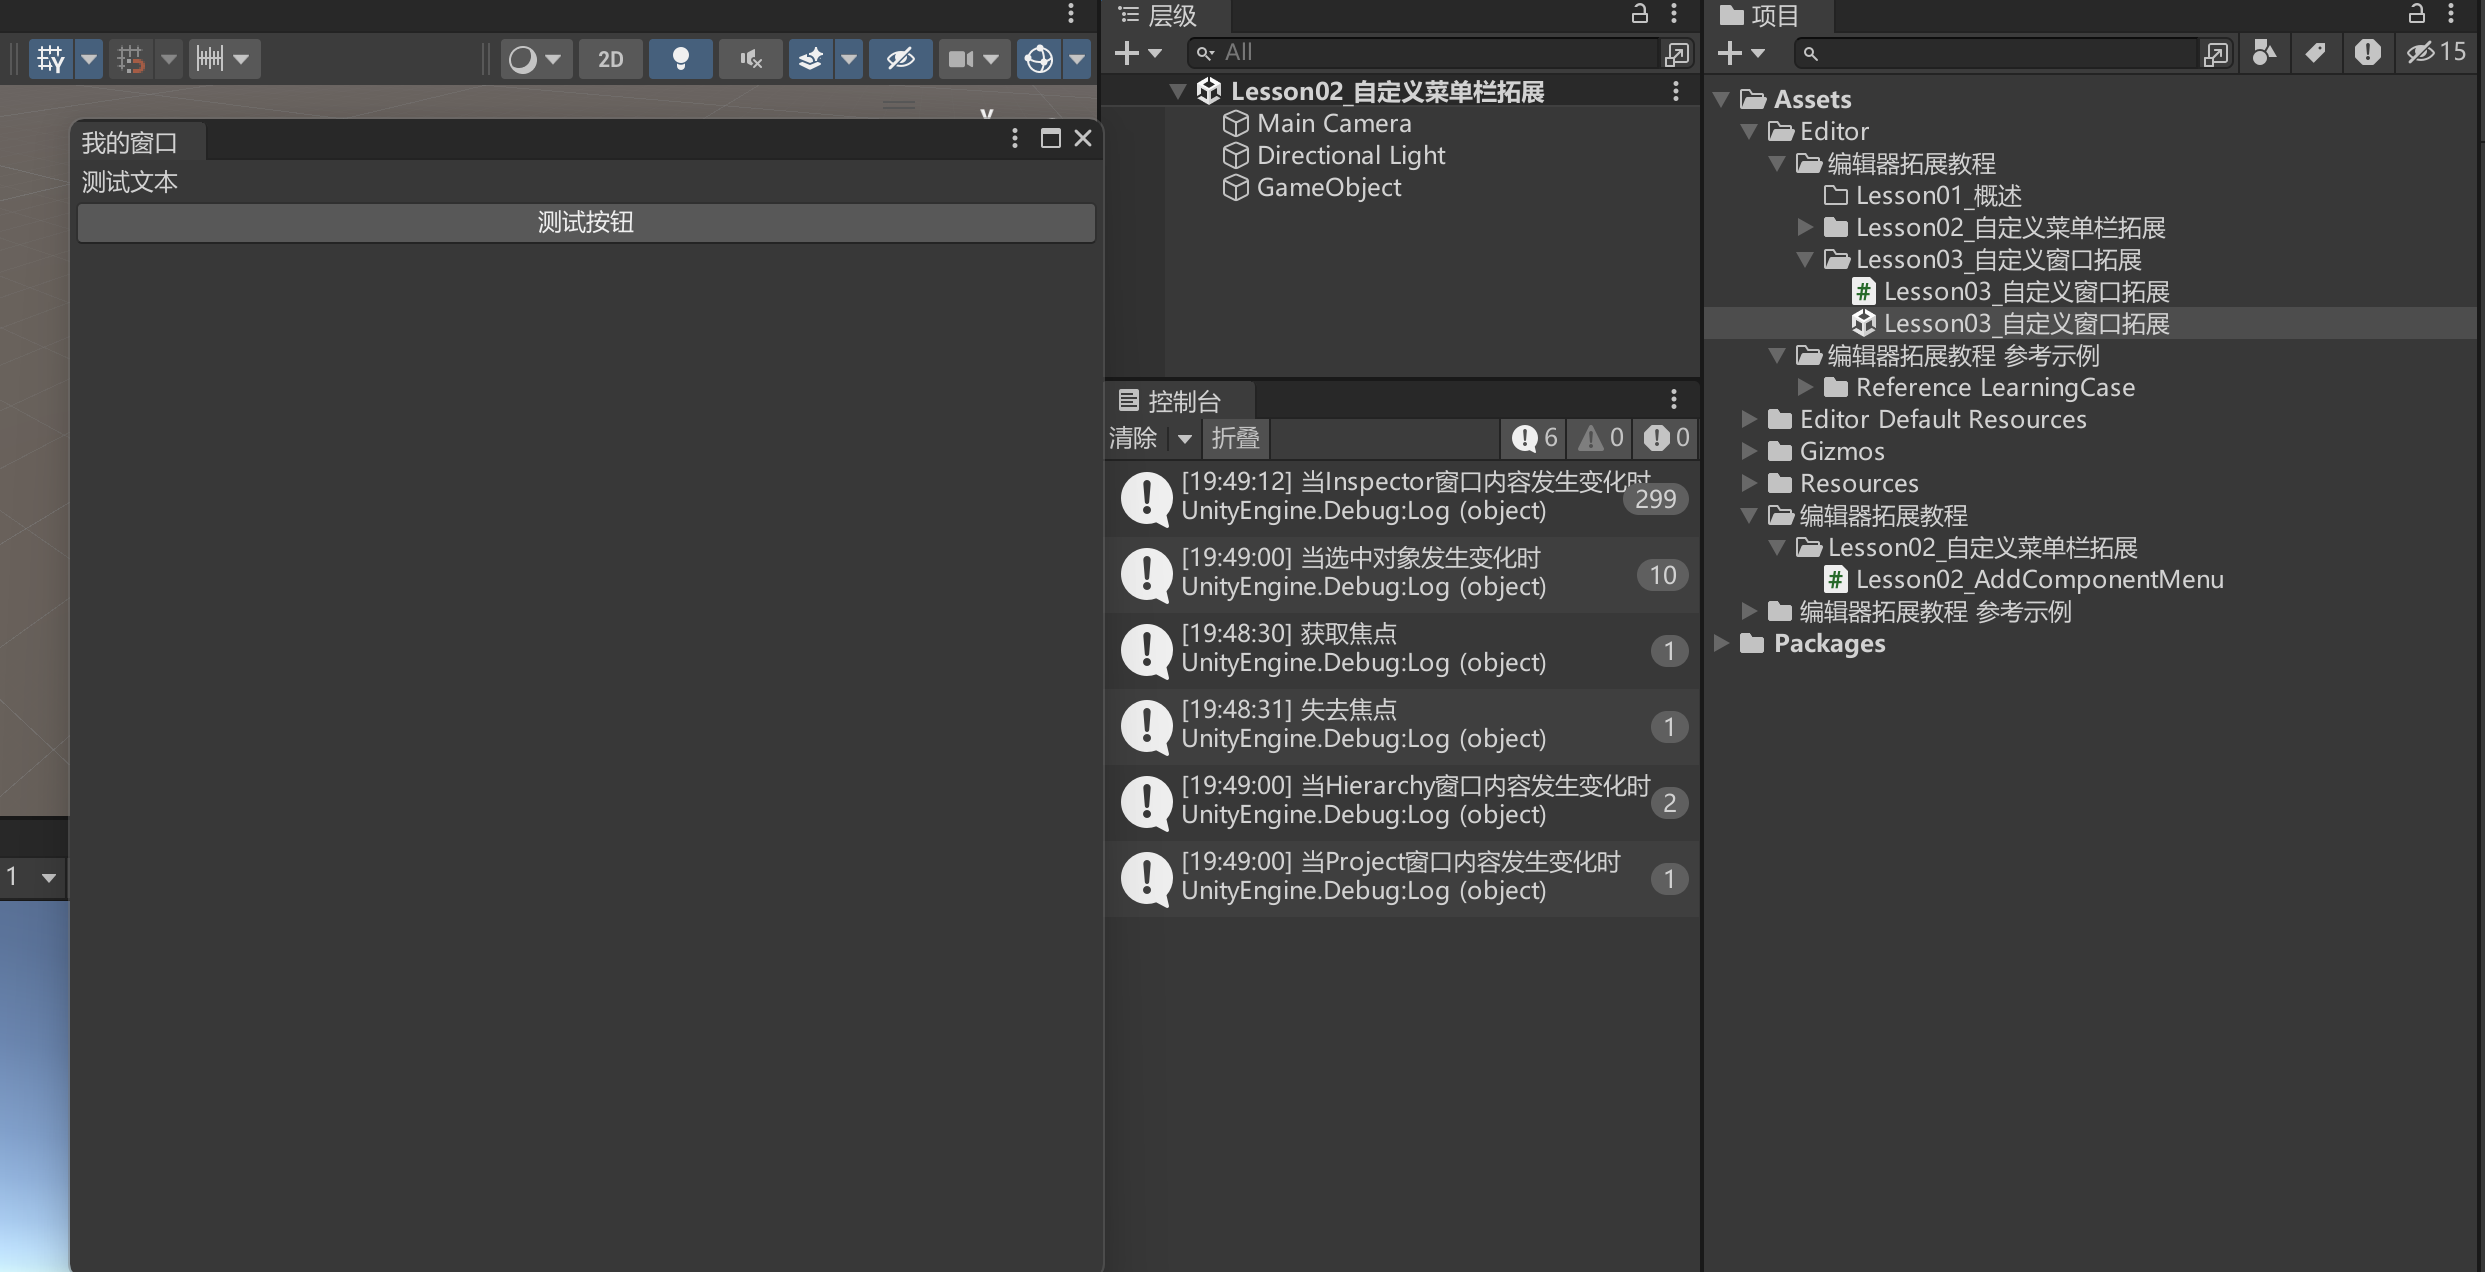 2D
Y
我的窗口
测试文本
测试按钮
1
层级
All
Lesson02_自定义菜单栏拓展
Main Camera
Directional Light
GameObject
控制台
清除
折叠
6
0
0
[19:49:12] 当Inspector窗口内容发生变化时
UnityEngine.Debug:Log (object)
299
[19:49:00] 当选中对象发生变化时
UnityEngine.Debug:Log (object)
10
[19:48:30] 获取焦点
UnityEngine.Debug:Log (object)
1
[19:48:31] 失去焦点
UnityEngine.Debug:Log (object)
1
[19:49:00] 当Hierarchy窗口内容发生变化时
UnityEngine.Debug:Log (object)
2
[19:49:00] 当Project窗口内容发生变化时
UnityEngine.Debug:Log (object)
1
项目
15
Assets
Editor
编辑器拓展教程
Lesson01_概述
Lesson02_自定义菜单栏拓展
Lesson03_自定义窗口拓展
Lesson03_自定义窗口拓展
Lesson03_自定义窗口拓展
编辑器拓展教程 参考示例
Reference LearningCase
Editor Default Resources
Gizmos
Resources
编辑器拓展教程
Lesson02_自定义菜单栏拓展
Lesson02_AddComponentMenu
编辑器拓展教程 参考示例
Packages